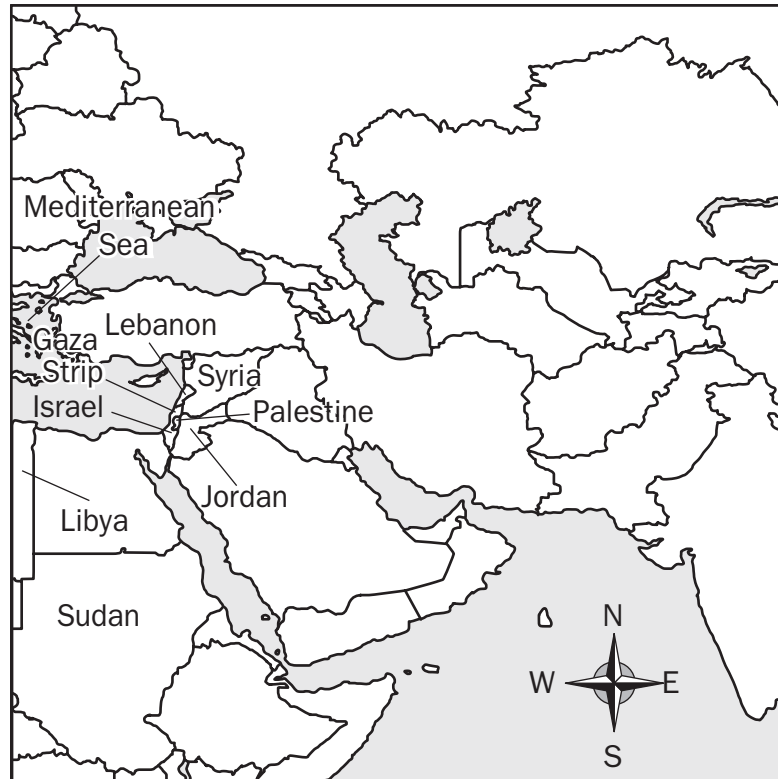 Mediterranean
Sea
Gaza
Strip
Lebanon
Syria
Israel
Palestine
Jordan
Libya
Sudan
N
W
E
S